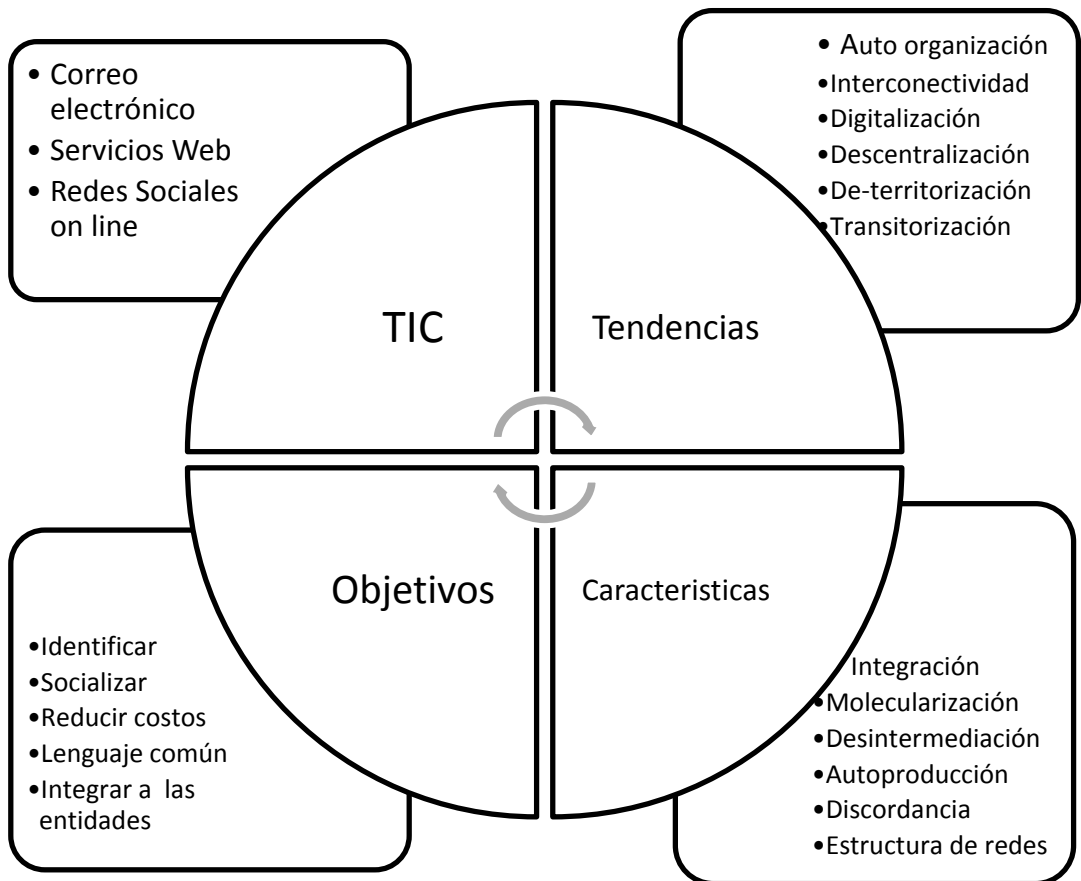 • Correo
electrónico
• Servicios Web
• Redes Sociales
on line
• Auto organización
•Interconectividad
•Digitalización
•Descentralización
•De-territorización
•Transitorización
TIC
Tendencias
Objetivos
Caracteristicas
•Identificar
•Socializar
•Reducir costos
•Lenguaje común
•Integrar a las
entidades
Integración
•Molecularización
•Desintermediación
•Autoproducción
•Discordancia
•Estructura de redes